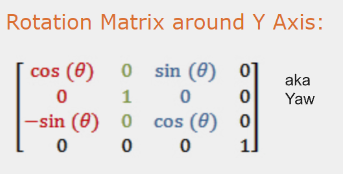 Rotation Matrix around Y Axis:
cos (θ) 0 sin (θ) 0
0 1 0 0
−sin (θ) 0 cos (θ) 0
0 0 0 1
aka
Yaw